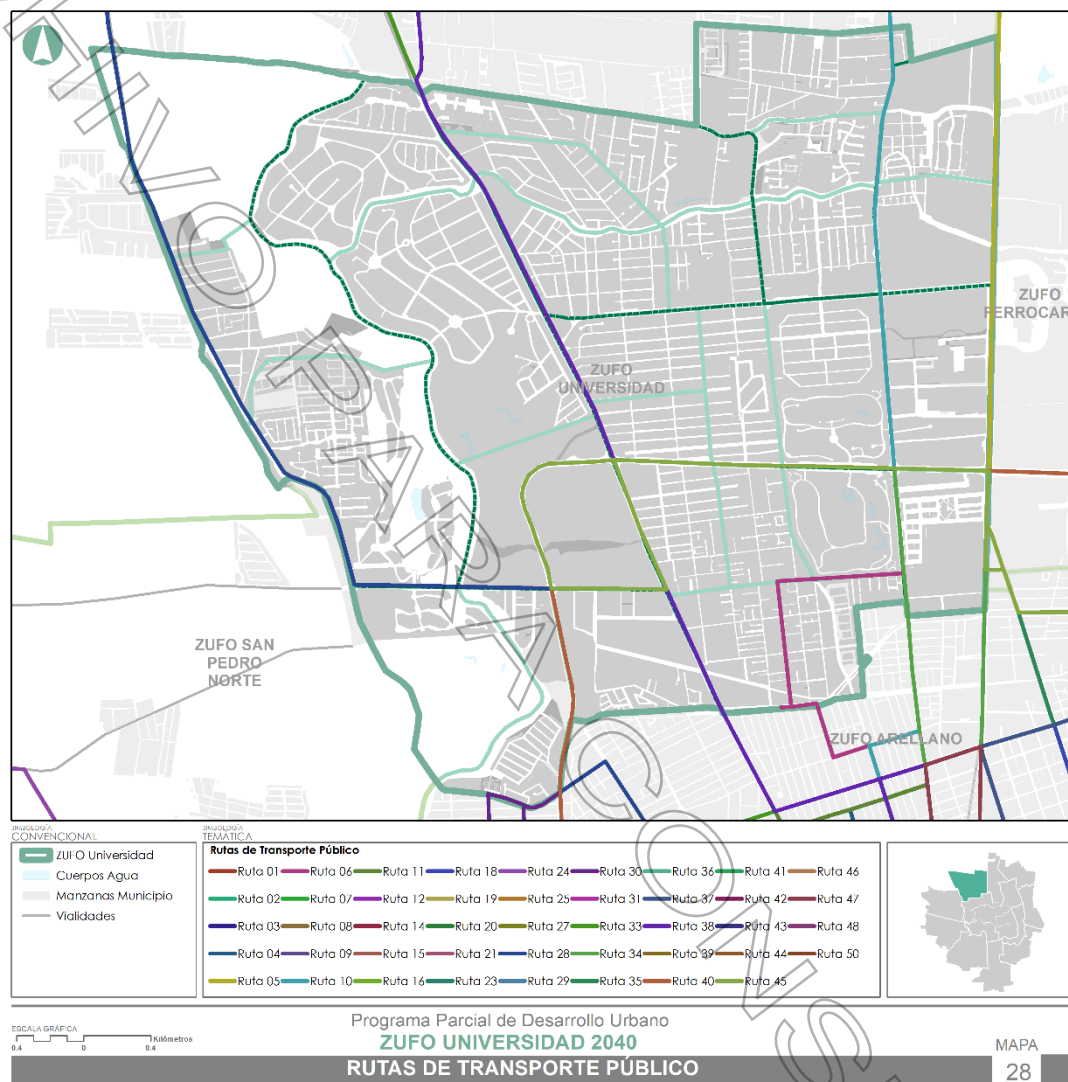 ZUFO
FERROCAR
ZUFO
UNIVERSIDAD
ZUFO SAN
PEDRO
NORTE
ZUFO ARELLANO
TIVO PARA CONS
SIMBOLOGÍA
CONVENCIONAL
ZUFO Universidad
Cuerpos Agua
Manzanas Municipio
Vialidades
SIMBOLOGÍA
TEMÁTICA
Rutas de Transporte Público
Ruta 01 Ruta 06 Ruta 11 Ruta 18 Ruta 24 Ruta 30 Ruta 36 Ruta 41 Ruta 46
Ruta 02 Ruta 07 Ruta 12 Ruta 19 Ruta 25 Ruta 31 Ruta 37 Ruta 42 Ruta 47
Ruta 03 Ruta 08 Ruta 14 Ruta 20 Ruta 27 Ruta 33 Ruta 38 Ruta 43 Ruta 48
Ruta 04 Ruta 09 Ruta 15 Ruta 21 Ruta 28 Ruta 34 Ruta 39 Ruta 44 Ruta 50
Ruta 05 Ruta 10 Ruta 16 Ruta 23 Ruta 29 Ruta 35 Ruta 40 Ruta 45
ESCALA GRÁFICA
Kilómetros
0.4 0 0.4
Programa Parcial de Desarrollo Urbano
ZUFO UNIVERSIDAD 2040
RUTAS DE TRANSPORTE PÚBLICO
MAPA
28